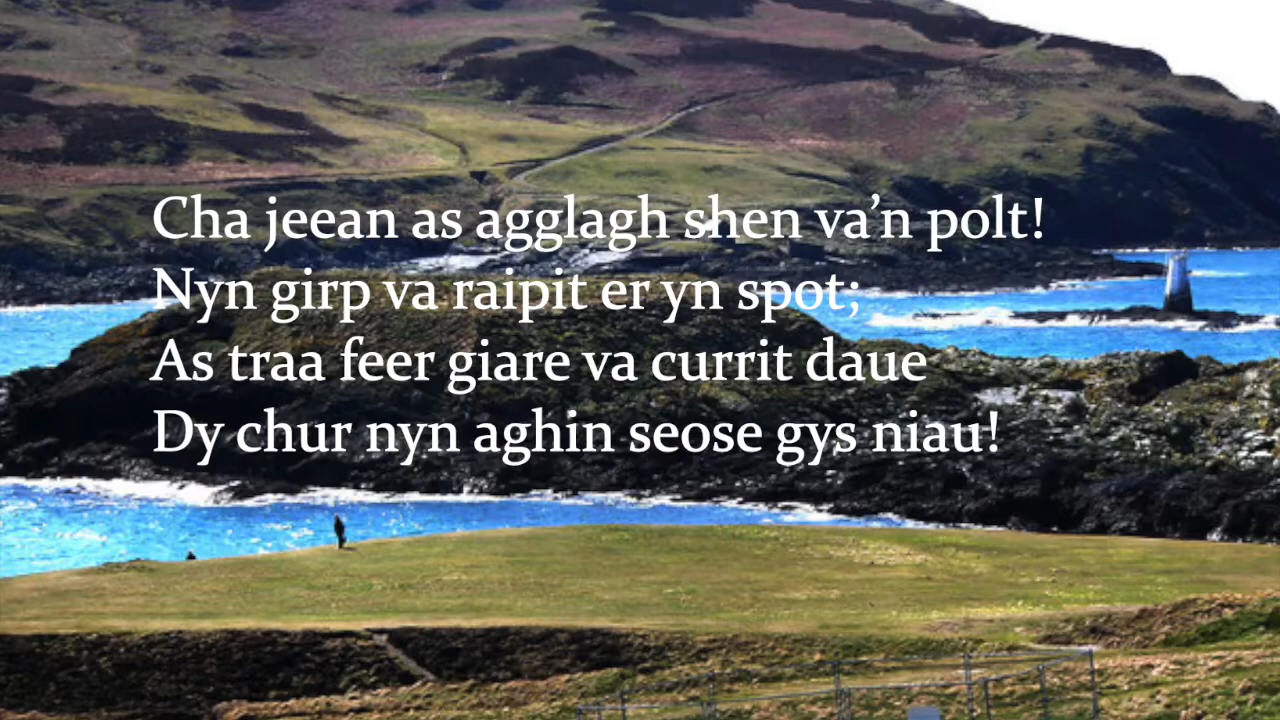 Cha jeean as agglagh shen va’n polt!
Nyn girp va raipit er yn spot;
As traa feer giare va currit daue
Dy chur nyn aghin seose gys niau!